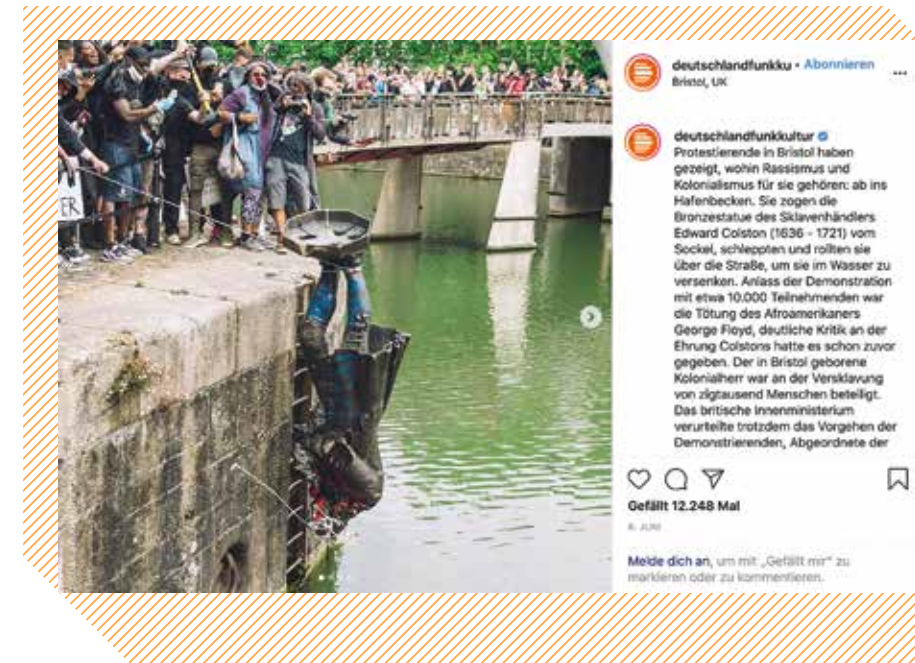 ER
deutschlandfunkku • Abonnieren
Bristol, UK
deutschlandfunkkultur
Protestierende in Bristol haben
gezeigt, wohin Rassismus und
Kolonialismus für sie gehören: ab ins
Hafenbecken. Sie zogen die
Bronzestatue des Sklavenhändlers
Edward Colston (1636 - 1721) vom
Sockel, schleppten und rollten sie
über die Straße, um sie im Wasser zu
versenken. Anlass der Demonstration
mit etwa 10.000 Teilnehmenden war
die Tötung des Afroamerikaners
George Floyd, deutliche Kritik an der
Ehrung Colstons hatte es schon zuvor
gegeben. Der in Bristol geborene
Kolonialherr war an der Versklavung
von zigtausend Menschen beteiligt.
Das britische Innenministerium
verurteilte trotzdem das Vorgehen der
Demonstrierenden, Abgeordnete der
Gefällt 12.248 Mal
8. JUNI
Melde dich an, um mit „Gefällt mir“ zu
markieren oder zu kommentieren.